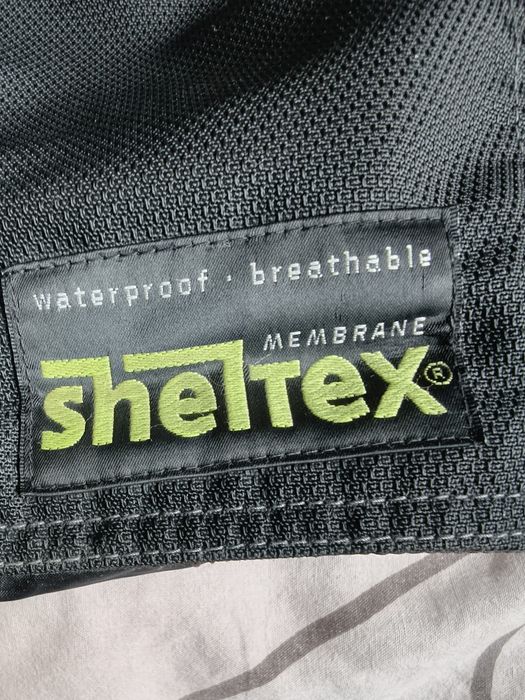 waterproof · breathable
MEMBRANE
shelTex®